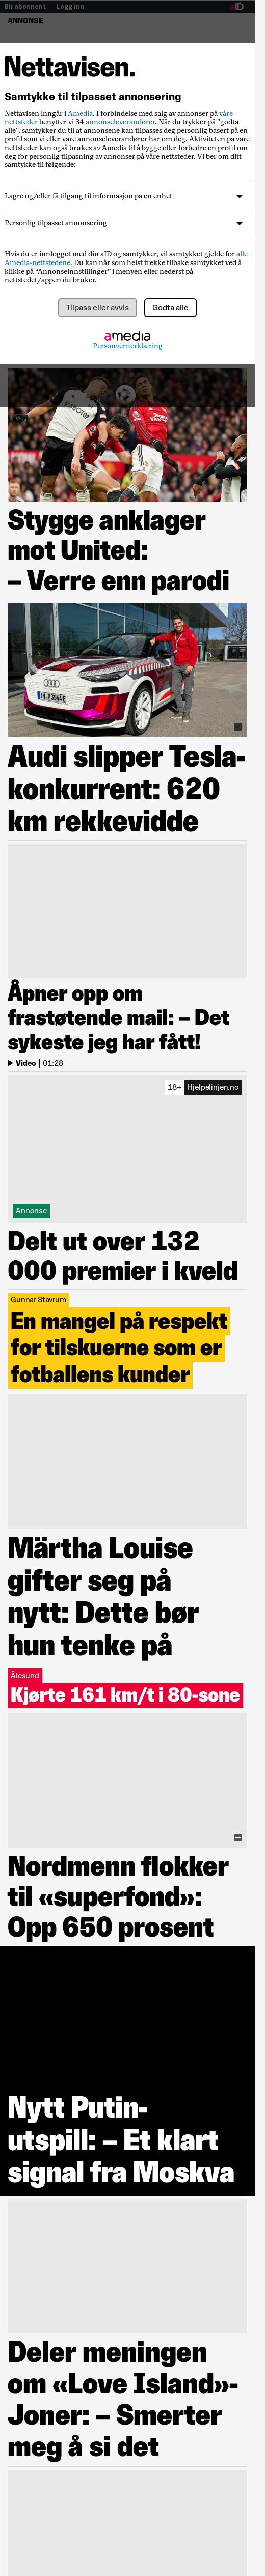 Bli abonnent | Logg inn
aID
ANNONSE
Nettavisen.
Samtykke til tilpasset annonsering
Nettavisen inngår i Amedia. I forbindelse med salg av annonser på våre
nettsteder benytter vi 34 annonseleverandører. Når du trykker på "godta
alle", samtykker du til at annonsene kan tilpasses deg personlig basert på en
profil som vi og/eller våre annonseledere har om deg. Aktiviteten på våre
nettsteder kan også brukes av Amedia til å bygge eller forbedre en profil om
deg for personlig tilpasning av annonser på våre nettsteder. Vi ber om ditt
samtykke til følgende:
Lagre og/eller få tilgang til informasjon på en enhet
Personlig tilpasset annonsering
Hvis du er innlogget med din aID og samtykker, vil samtykket gjelde for alle
Amedia-nettstedene. Du kan når som helst trekke tilbake samtykket ved å
klikke på "Annonseinnstillinger" i menyen eller nederst på
nettstedet/appen du bruker.
Tilpass eller avvis
Godta alle
amedia
Personvernerklæring
Stygge anklager
mot United:
– Verre enn parodi
Audi slipper Tesla-
konkurrent: 620
km rekkevidde
Åpner opp om
frastøtende mail: – Det
sykeste jeg har fått!
Video | 01:28
18+ Hjelpelinjen.no
Annonse
Delt ut over 132
000 premier i kveld
Gunnar Stavrum
En mangel på respekt
for tilskuerne som er
fotballens kunder
Märtha Louise
gifter seg på
nytt: Dette bør
hun tenke på
Ålesund
Kjørte 161 km/t i 80-sone
Nordmenn flokker
til «superfond»:
Opp 650 prosent
Nytt Putin-
utspill: – Et klart
signal fra Moskva
Deler meningen
om «Love Island»-
Joner: – Smerter
meg å si det